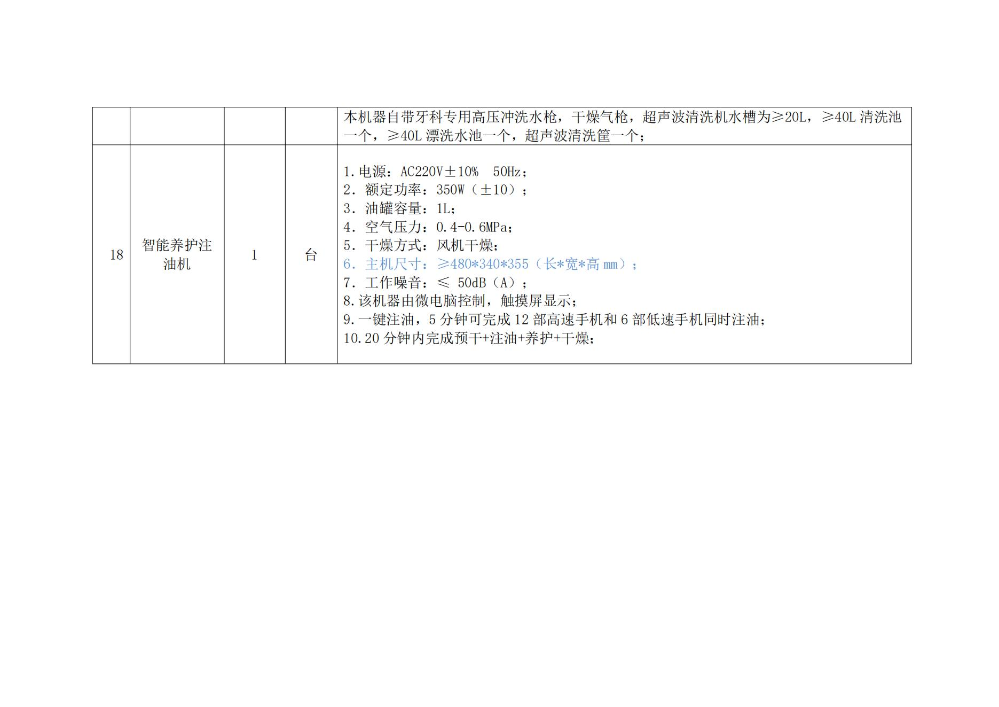 本机器自带牙科专用高压冲洗水枪，干燥气枪，超声波清洗机水槽为≥20L，≥40L 清洗池
一个，≥40L 漂洗水池一个，超声波清洗筐一个；
18
智能养护注
油机
1
台
1.电源：AC220V±10%  50Hz；
2. 额定功率：350W（±10）；
3. 油罐容量：1L；
4. 空气压力：0.4-0.6MPa；
5. 干燥方式：风机干燥；
6. 主机尺寸：≥480*340*355（长*宽*高 mm）；
7. 工作噪音：≤ 50dB（A）；
8.该机器由微电脑控制，触摸屏显示；
9.一键注油，5 分钟可完成 12 部高速手机和 6 部低速手机同时注油；
10.20 分钟内完成预干+注油+养护+干燥；